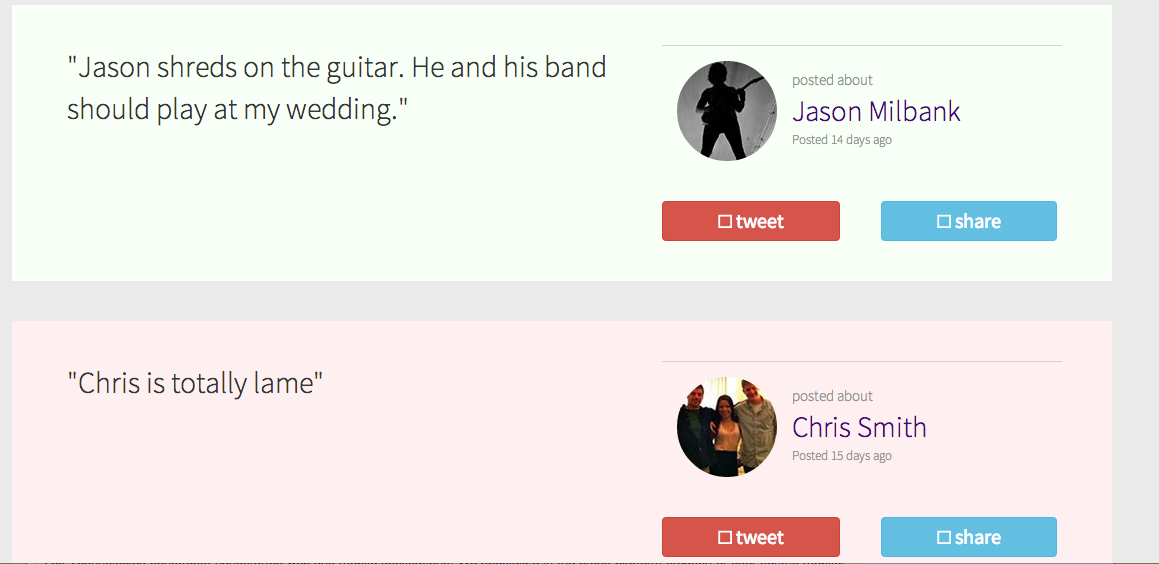 "Jason shreds on the guitar. He and his band
should play at my wedding."
posted about
Jason Milbank
Posted 14 days ago
tweet
share
"Chris is totally lame"
posted about
Chris Smith
Posted 15 days ago
tweet
share